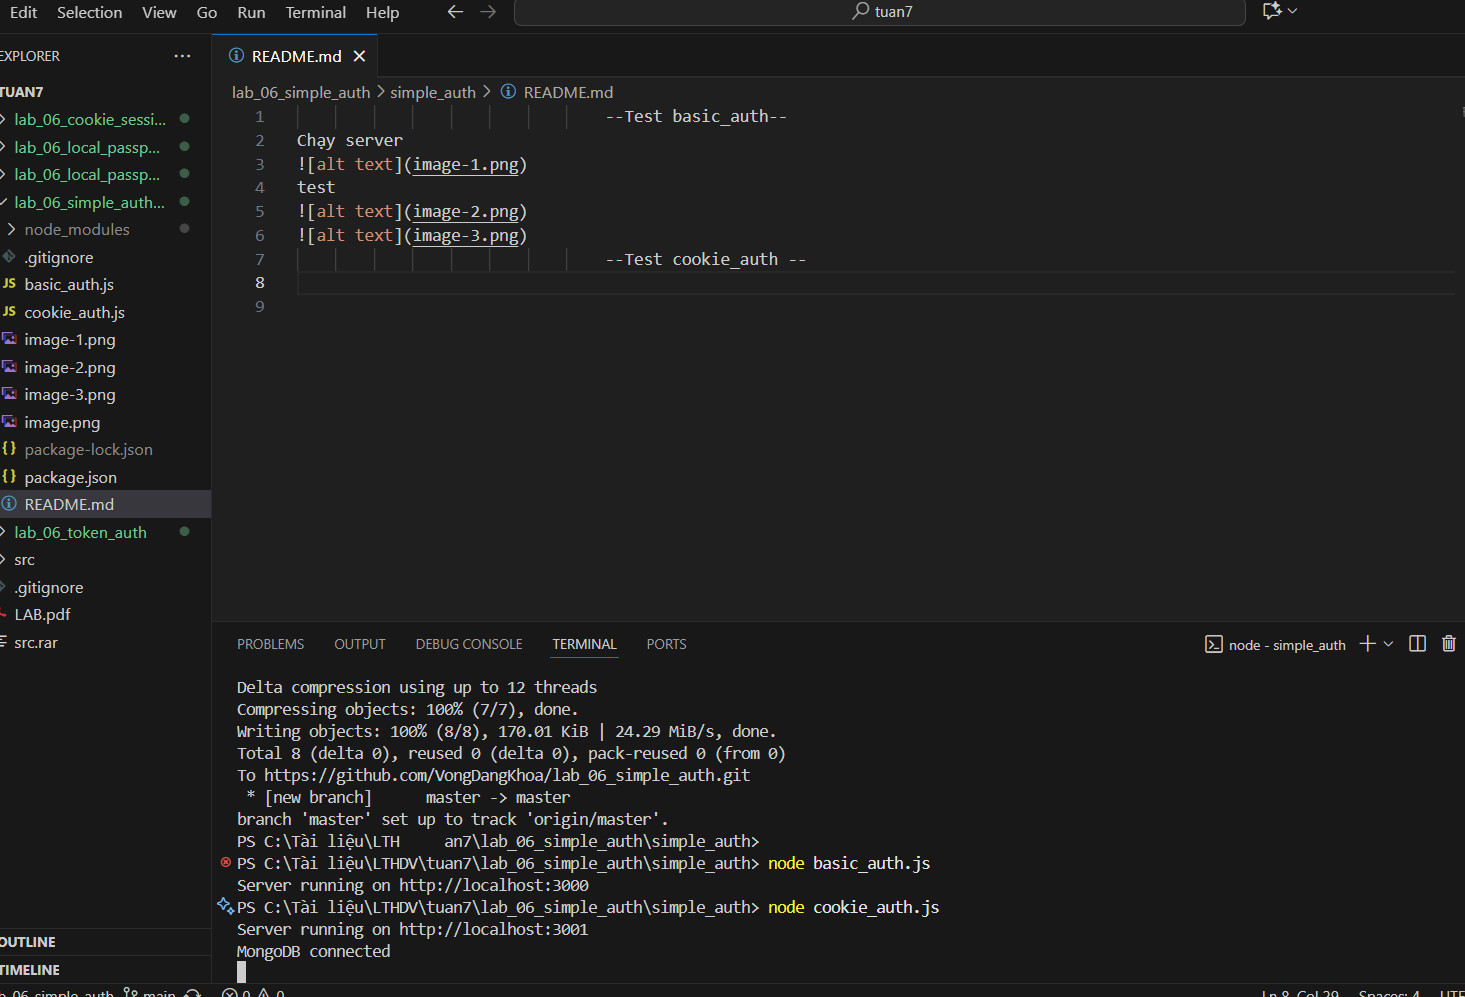 Edit Selection View Go Run Terminal Help tuan7
EXPLORER ···
README.md
TUAN7
lab_06_cookie_sessi...
lab_06_local_passp...
lab_06_local_passp...
lab_06_simple_auth...
node_modules
.gitignore
JS basic_auth.js
JS cookie_auth.js
image-1.png
image-2.png
image-3.png
image.png
{} package-lock.json
{} package.json
README.md
lab_06_token_auth
src
.gitignore
LAB.pdf
src.rar
OUTLINE
TIMELINE
lab_06_simple_auth > simple_auth > README.md
1 --Test basic_auth--
2 Chạy server
3 ![alt text](image-1.png)
4 test
5 ![alt text](image-2.png)
6 ![alt text](image-3.png)
7 --Test cookie_auth --
8
9
PROBLEMS OUTPUT DEBUG CONSOLE TERMINAL PORTS node - simple_auth
Delta compression using up to 12 threads
Compressing objects: 100% (7/7), done.
Writing objects: 100% (8/8), 170.01 KiB | 24.29 MiB/s, done.
Total 8 (delta 0), reused 0 (delta 0), pack-reused 0 (from 0)
To https://github.com/VongDangKhoa/lab_06_simple_auth.git
* [new branch] master -> master
branch 'master' set up to track 'origin/master'.
PS C:\Tài liệu\LTH an7\lab_06_simple_auth\simple_auth>
PS C:\Tài liệu\LTHDV\tuan7\lab_06_simple_auth\simple_auth> node basic_auth.js
Server running on http://localhost:3000
PS C:\Tài liệu\LTHDV\tuan7\lab_06_simple_auth\simple_auth> node cookie_auth.js
Server running on http://localhost:3001
MongoDB connected
simple_auth main 0 0 Ln 8, Col 29 Spaces: 4 UTF